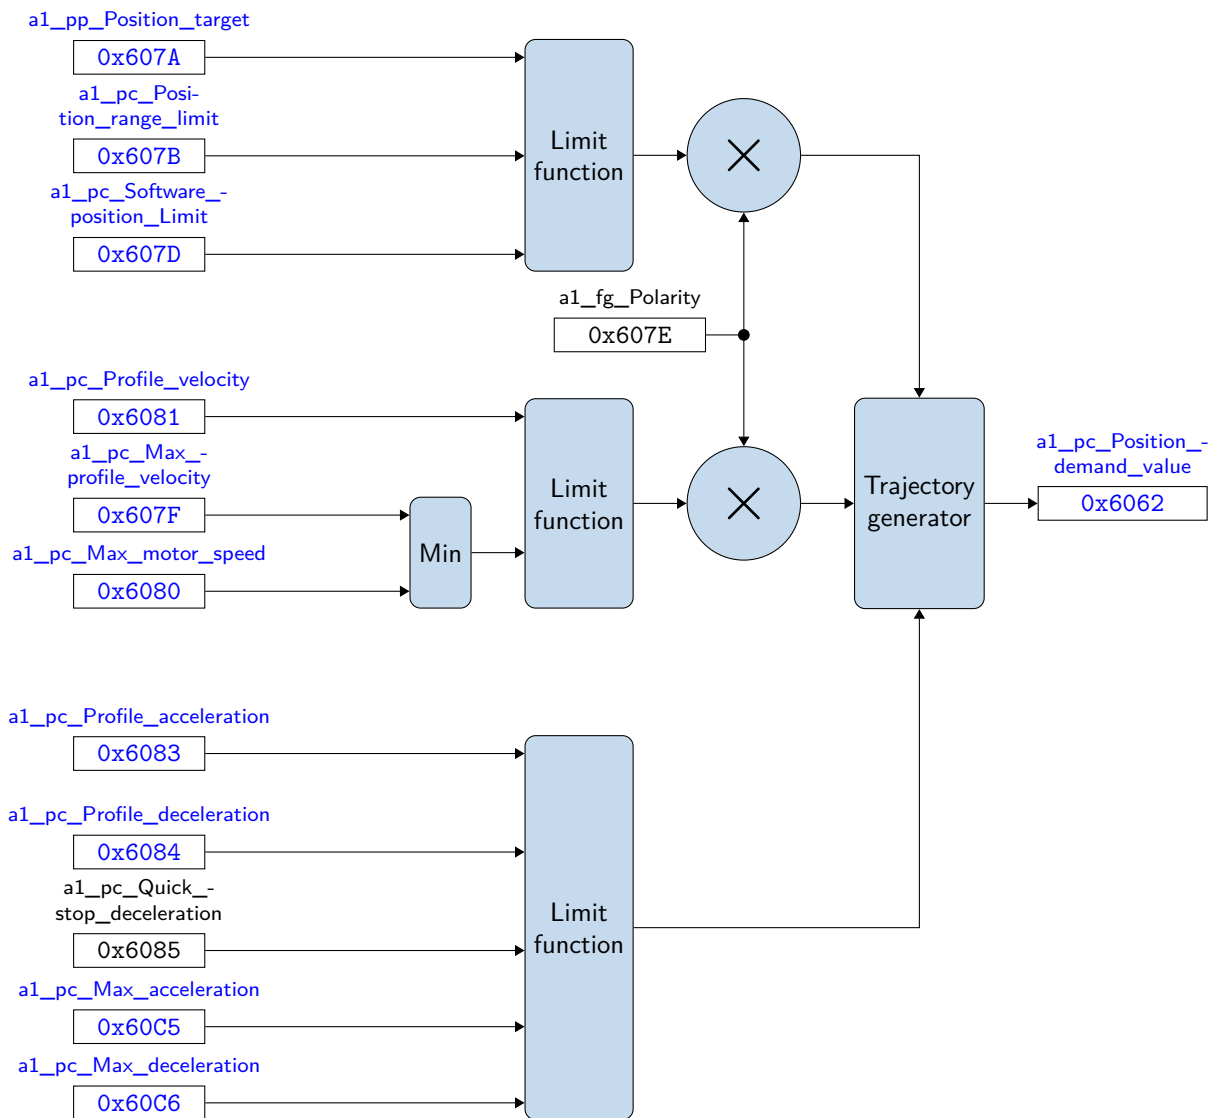 a1_pp_Position_target
0x607A
a1_pc_Posi-
tion_range_limit
0x607B
a1_pc_Software_-
position_Limit
0x607D
Limit
function
a1_fg_Polarity
0x607E
a1_pc_Profile_velocity
0x6081
a1_pc_Max_-
profile_velocity
0x607F
a1_pc_Max_motor_speed
0x6080
Min
Limit
function
Trajectory
generator
a1_pc_Position_-
demand_value
0x6062
a1_pc_Profile_acceleration
0x6083
a1_pc_Profile_deceleration
0x6084
a1_pc_Quick_-
stop_deceleration
0x6085
a1_pc_Max_acceleration
0x60C5
a1_pc_Max_deceleration
0x60C6
Limit
function